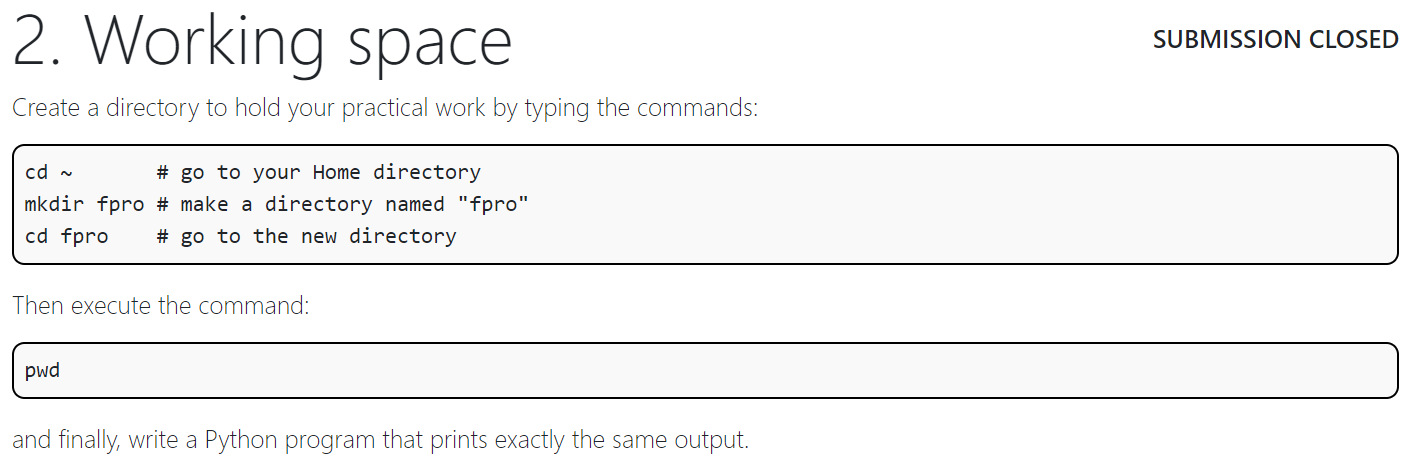 2. Working space
SUBMISSION CLOSED
Create a directory to hold your practical work by typing the commands:
cd ~       # go to your Home directory
mkdir fpro # make a directory named "fpro"
cd fpro    # go to the new directory
Then execute the command:
pwd
and finally, write a Python program that prints exactly the same output.